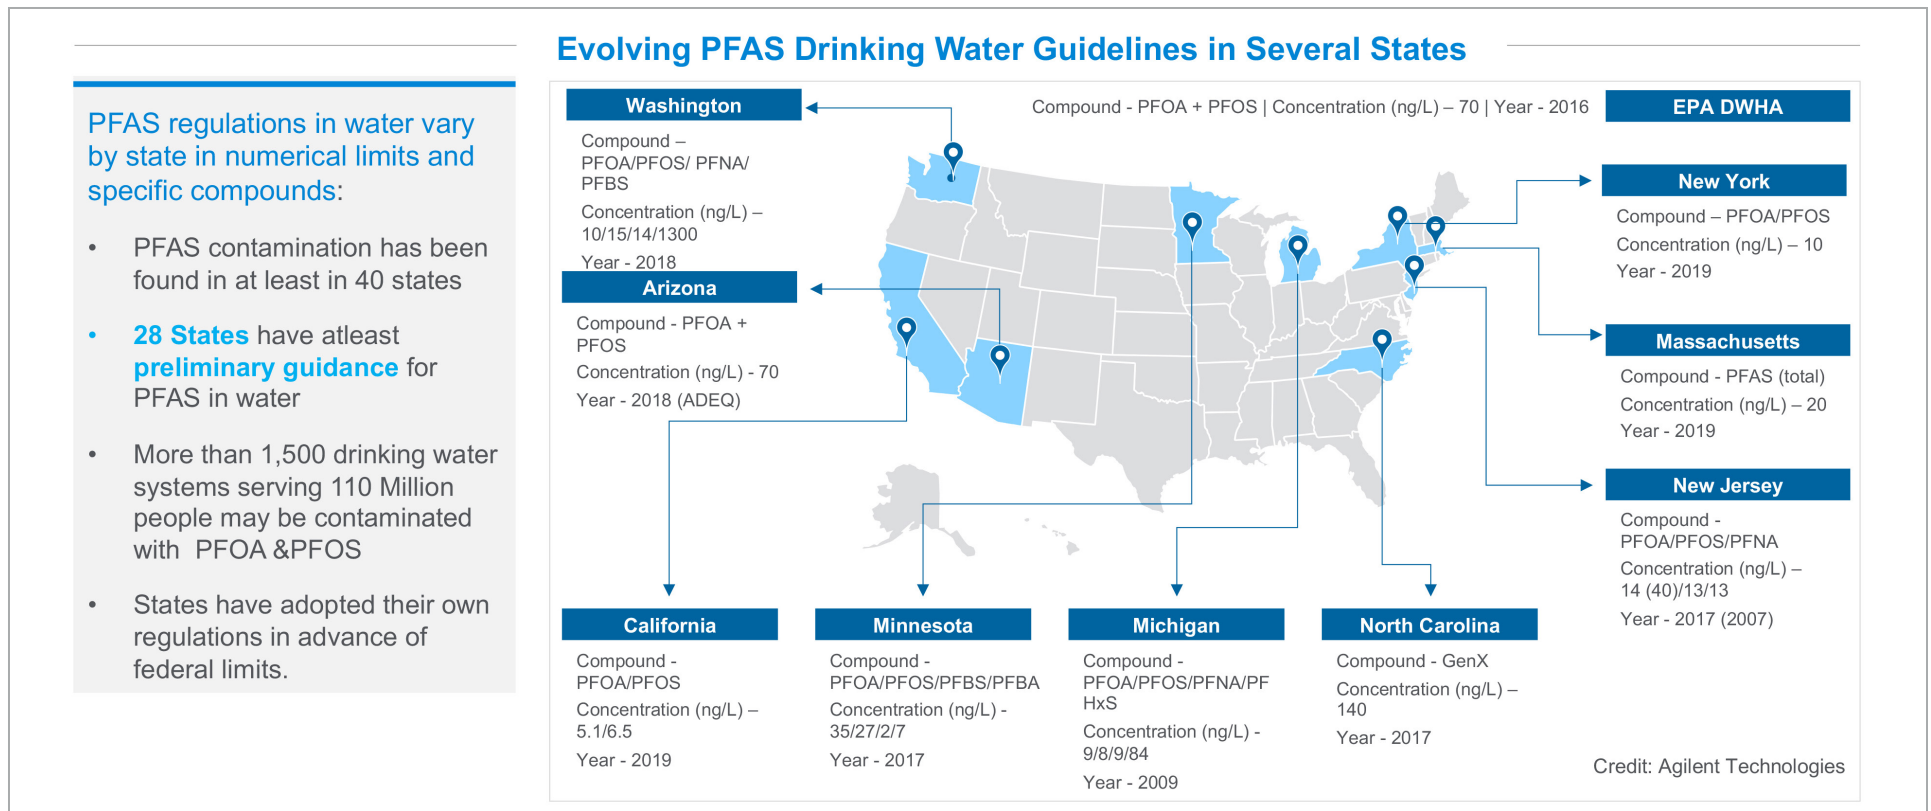 Evolving PFAS Drinking Water Guidelines in Several States
PFAS regulations in water vary
by state in numerical limits and
specific compounds:
• PFAS contamination has been
found in at least in 40 states
• 28 States have atleast
preliminary guidance for
PFAS in water
• More than 1,500 drinking water
systems serving 110 Million
people may be contaminated
with PFOA &PFOS
• States have adopted their own
regulations in advance of
federal limits.
Washington
Compound –
PFOA/PFOS/ PFNA/
PFBS
Concentration (ng/L) –
10/15/14/1300
Year - 2018
Arizona
Compound - PFOA +
PFOS
Concentration (ng/L) - 70
Year - 2018 (ADEQ)
Compound - PFOA + PFOS | Concentration (ng/L) – 70 | Year - 2016
EPA DWHA
New York
Compound – PFOA/PFOS
Concentration (ng/L) – 10
Year - 2019
Massachusetts
Compound - PFAS (total)
Concentration (ng/L) – 20
Year - 2019
New Jersey
Compound -
PFOA/PFOS/PFNA
Concentration (ng/L) –
14 (40)/13/13
Year - 2017 (2007)
California
Compound -
PFOA/PFOS
Concentration (ng/L) –
5.1/6.5
Year - 2019
Minnesota
Compound -
PFOA/PFOS/PFBS/PFBA
Concentration (ng/L) -
35/27/2/7
Year - 2017
Michigan
Compound -
PFOA/PFOS/PFNA/PF
HxS
Concentration (ng/L) -
9/8/9/84
Year - 2009
North Carolina
Compound - GenX
Concentration (ng/L) –
140
Year - 2017
Credit: Agilent Technologies